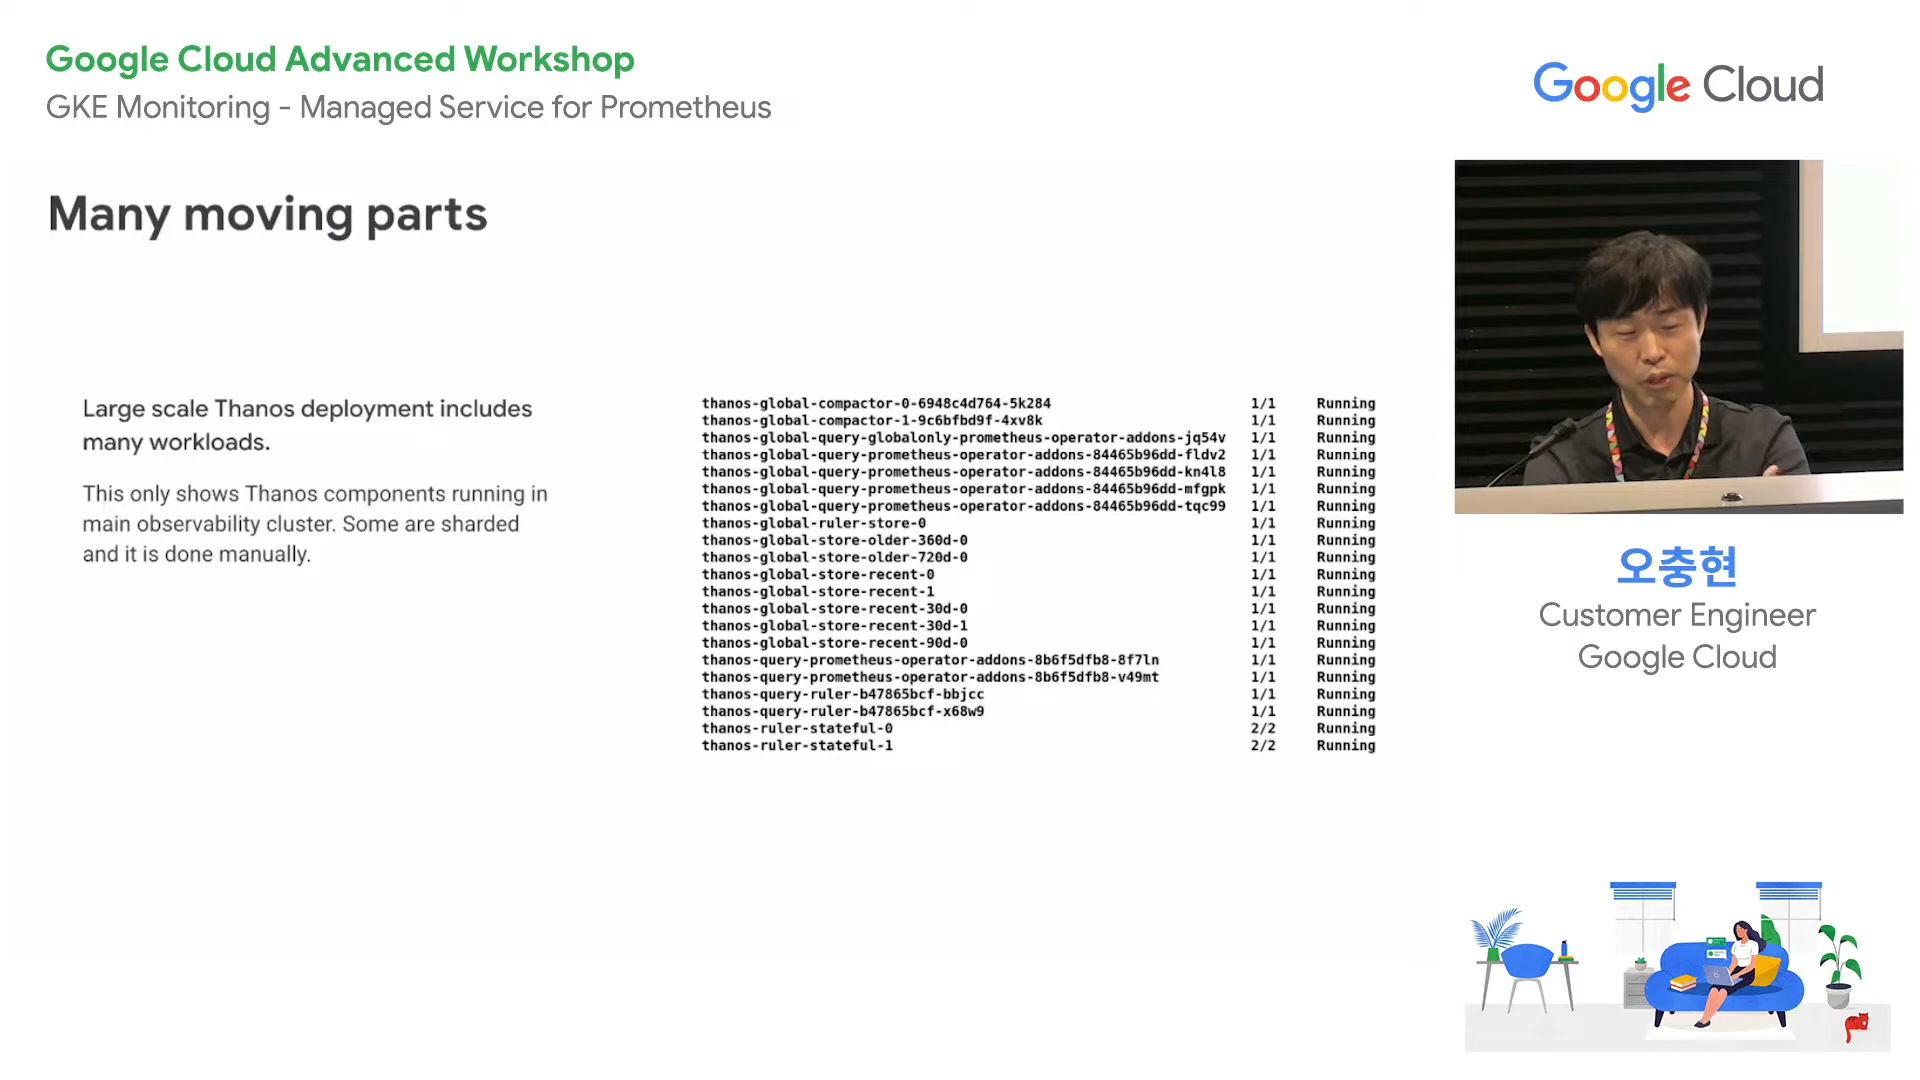 Google Cloud Advanced Workshop
GKE Monitoring - Managed Service for Prometheus
Google Cloud
Many moving parts
Large scale Thanos deployment includes
many workloads.
This only shows Thanos components running in
main observability cluster. Some are sharded
and it is done manually.
thanos-global-compactor-0-6948c4d764-5k284 1/1 Running
thanos-global-compactor-1-9c6bfbd9f-4xv8k 1/1 Running
thanos-global-query-globalonly-prometheus-operator-addons-jq54v 1/1 Running
thanos-global-query-prometheus-operator-addons-84465b96dd-fldv2 1/1 Running
thanos-global-query-prometheus-operator-addons-84465b96dd-kn4l8 1/1 Running
thanos-global-query-prometheus-operator-addons-84465b96dd-mfgpk 1/1 Running
thanos-global-query-prometheus-operator-addons-84465b96dd-tqc99 1/1 Running
thanos-global-ruler-store-0 1/1 Running
thanos-global-store-older-360d-0 1/1 Running
thanos-global-store-older-720d-0 1/1 Running
thanos-global-store-recent-0 1/1 Running
thanos-global-store-recent-1 1/1 Running
thanos-global-store-recent-30d-0 1/1 Running
thanos-global-store-recent-30d-1 1/1 Running
thanos-global-store-recent-90d-0 1/1 Running
thanos-query-prometheus-operator-addons-8b6f5dfb8-8f7ln 1/1 Running
thanos-query-prometheus-operator-addons-8b6f5dfb8-v49mt 1/1 Running
thanos-query-ruler-b47865bcf-bbjcc 1/1 Running
thanos-query-ruler-b47865bcf-x68w9 1/1 Running
thanos-ruler-stateful-0 2/2 Running
thanos-ruler-stateful-1 2/2 Running
오충현
Customer Engineer
Google Cloud